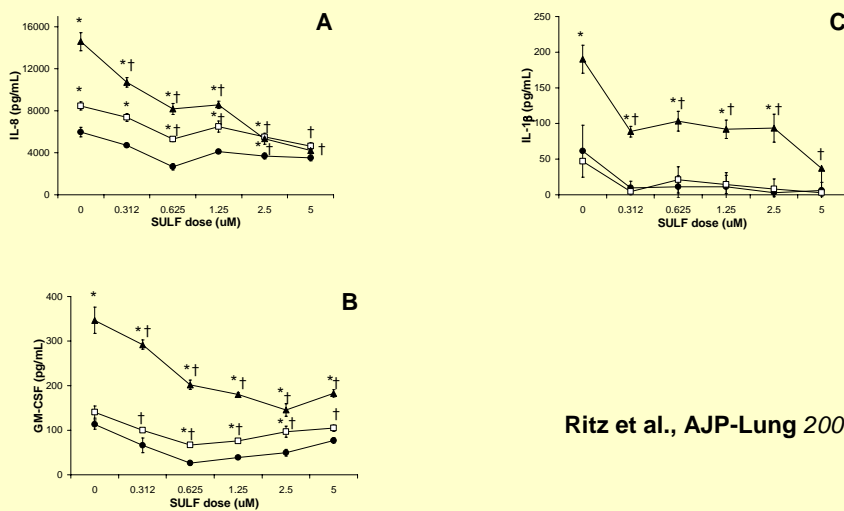 A
IL-8 (pg/mL)
16000
12000
8000
4000
0
* *† *† *† *† †
* * *† *† *† †
0 0.312 0.625 1.25 2.5 5
SULF dose (uM)
C
IL-1β (pg/mL)
250
200
150
100
50
0
* *† *† *† *† †
0 0.312 0.625 1.25 2.5 5
SULF dose (uM)
B
GM-CSF (pg/mL)
400
300
200
100
0
* *† *† *† *† *†
† *† *† *† †
0 0.312 0.625 1.25 2.5 5
SULF dose (uM)
Ritz et al., AJP-Lung 200